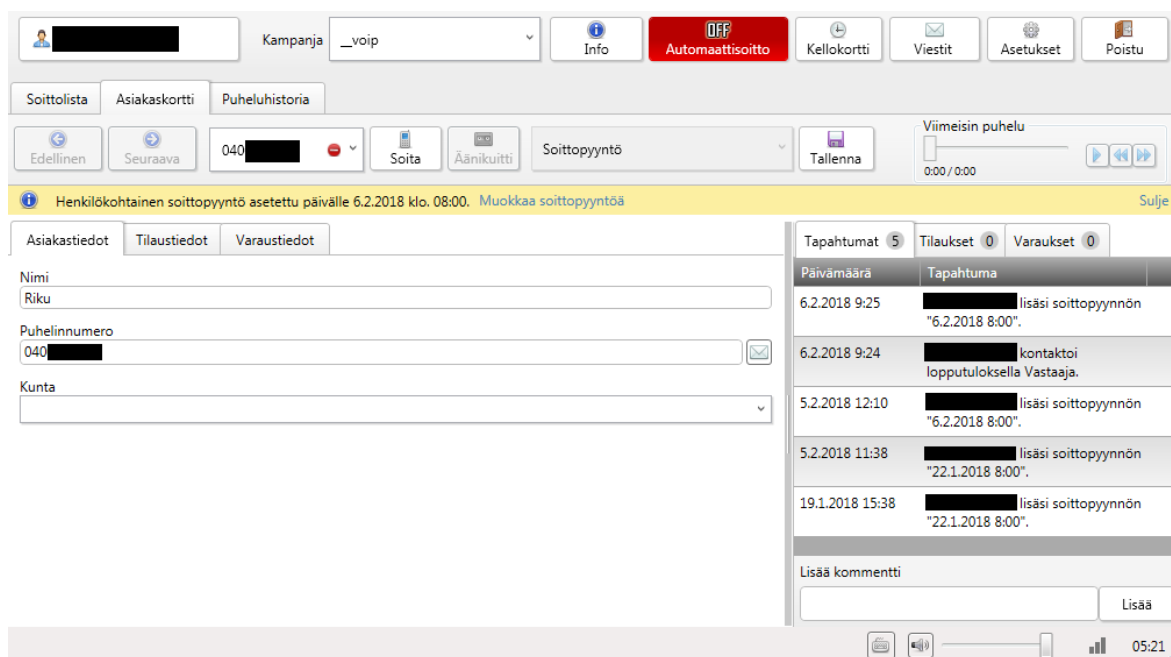 Kampanja __voip Info OFF Automaattisoitto Kellokortti Viestit Asetukset Poistu
Soittolista Asiakaskortti Puheluhistoria
Edellinen Seuraava 040 Soita Äänikuitti Soittopyyntö Tallenna
Viimeisin puhelu
0:00 / 0:00
Henkilökohtainen soittopyyntö asetettu päivälle 6.2.2018 klo. 08:00. Muokkaa soittopyyntöä Sulje
Asiakastiedot Tilaustiedot Varaustiedot
Nimi
Riku
Puhelinnumero
040
Kunta
Tapahtumat 5 Tilaukset 0 Varaukset 0
Päivämäärä Tapahtuma
6.2.2018 9:25 lisäsi soittopyynnön
"6.2.2018 8:00".
6.2.2018 9:24 kontaktoi
lopputuloksella Vastaaja.
5.2.2018 12:10 lisäsi soittopyynnön
"6.2.2018 8:00".
5.2.2018 11:38 lisäsi soittopyynnön
"22.1.2018 8:00".
19.1.2018 15:38 lisäsi soittopyynnön
"22.1.2018 8:00".
Lisää kommentti
Lisää
05:21